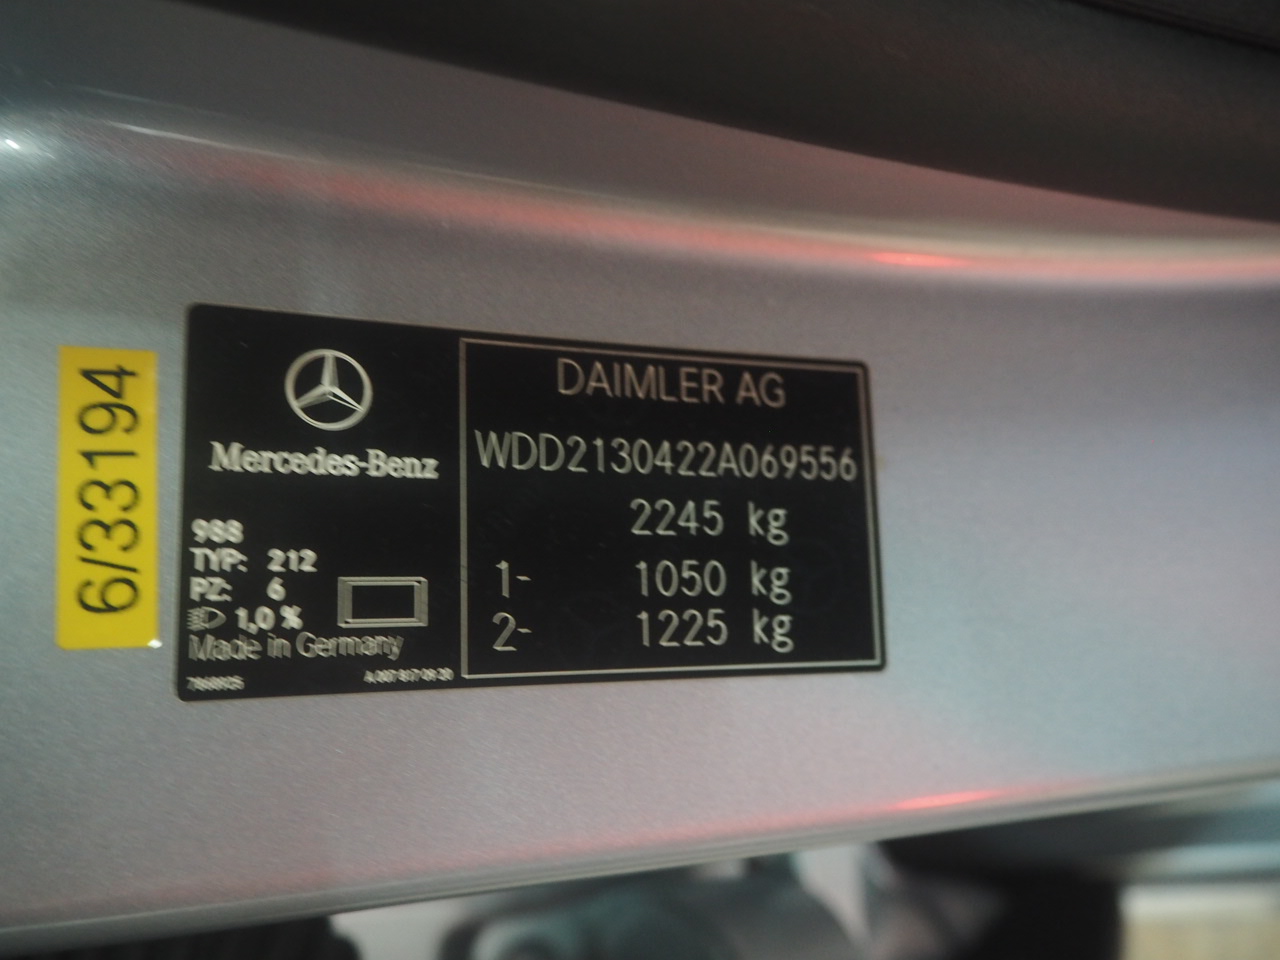 6/33194
Mercedes-Benz
988
TYP: 212
PZ: 6
1,0 %
Made in Germany
DAIMLER AG
WDD2130422A069556
2245 kg
1- 1050 kg
2- 1225 kg